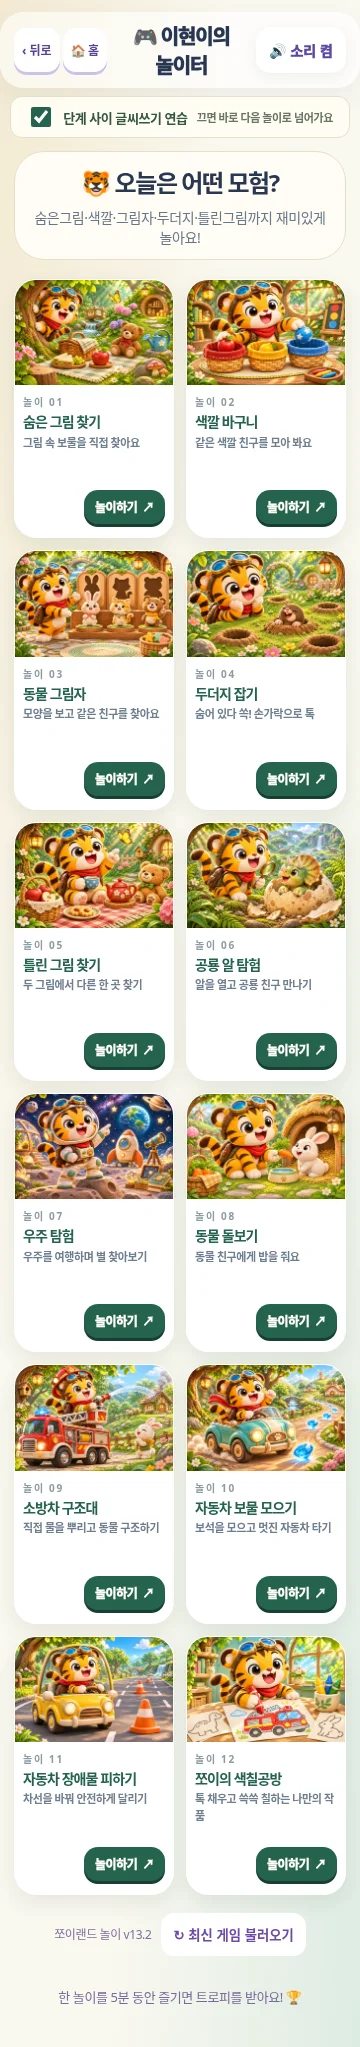 ‹ 뒤로
🏠 홈
🎮 이현이의
놀이터
🔊 소리 켬
단계 사이 글씨쓰기 연습 끄면 바로 다음 놀이로 넘어가요
🐯 오늘은 어떤 모험?
숨은그림·색깔·그림자·두더지·틀린그림까지 재미있게
놀아요!
놀이 01
숨은 그림 찾기
그림 속 보물을 직접 찾아요
놀이하기 ↗
놀이 02
색깔 바구니
같은 색깔 친구를 모아 봐요
놀이하기 ↗
놀이 03
동물 그림자
모양을 보고 같은 친구를 찾아요
놀이하기 ↗
놀이 04
두더지 잡기
숨어 있다 쏙! 손가락으로 톡
놀이하기 ↗
놀이 05
틀린 그림 찾기
두 그림에서 다른 한 곳 찾기
놀이하기 ↗
놀이 06
공룡 알 탐험
알을 열고 공룡 친구 만나기
놀이하기 ↗
놀이 07
우주 탐험
우주를 여행하며 별 찾아보기
놀이하기 ↗
놀이 08
동물 돌보기
동물 친구에게 밥을 줘요
놀이하기 ↗
놀이 09
소방차 구조대
직접 물을 뿌리고 동물 구조하기
놀이하기 ↗
놀이 10
자동차 보물 모으기
보석을 모으고 멋진 자동차 타기
놀이하기 ↗
놀이 11
자동차 장애물 피하기
차선을 바꿔 안전하게 달리기
놀이하기 ↗
놀이 12
쪼이의 색칠공방
톡 채우고 쓱쓱 칠하는 나만의 작
품
놀이하기 ↗
쪼이랜드 놀이 v13.2
↻ 최신 게임 불러오기
한 놀이를 5분 동안 즐기면 트로피를 받아요! 🏆